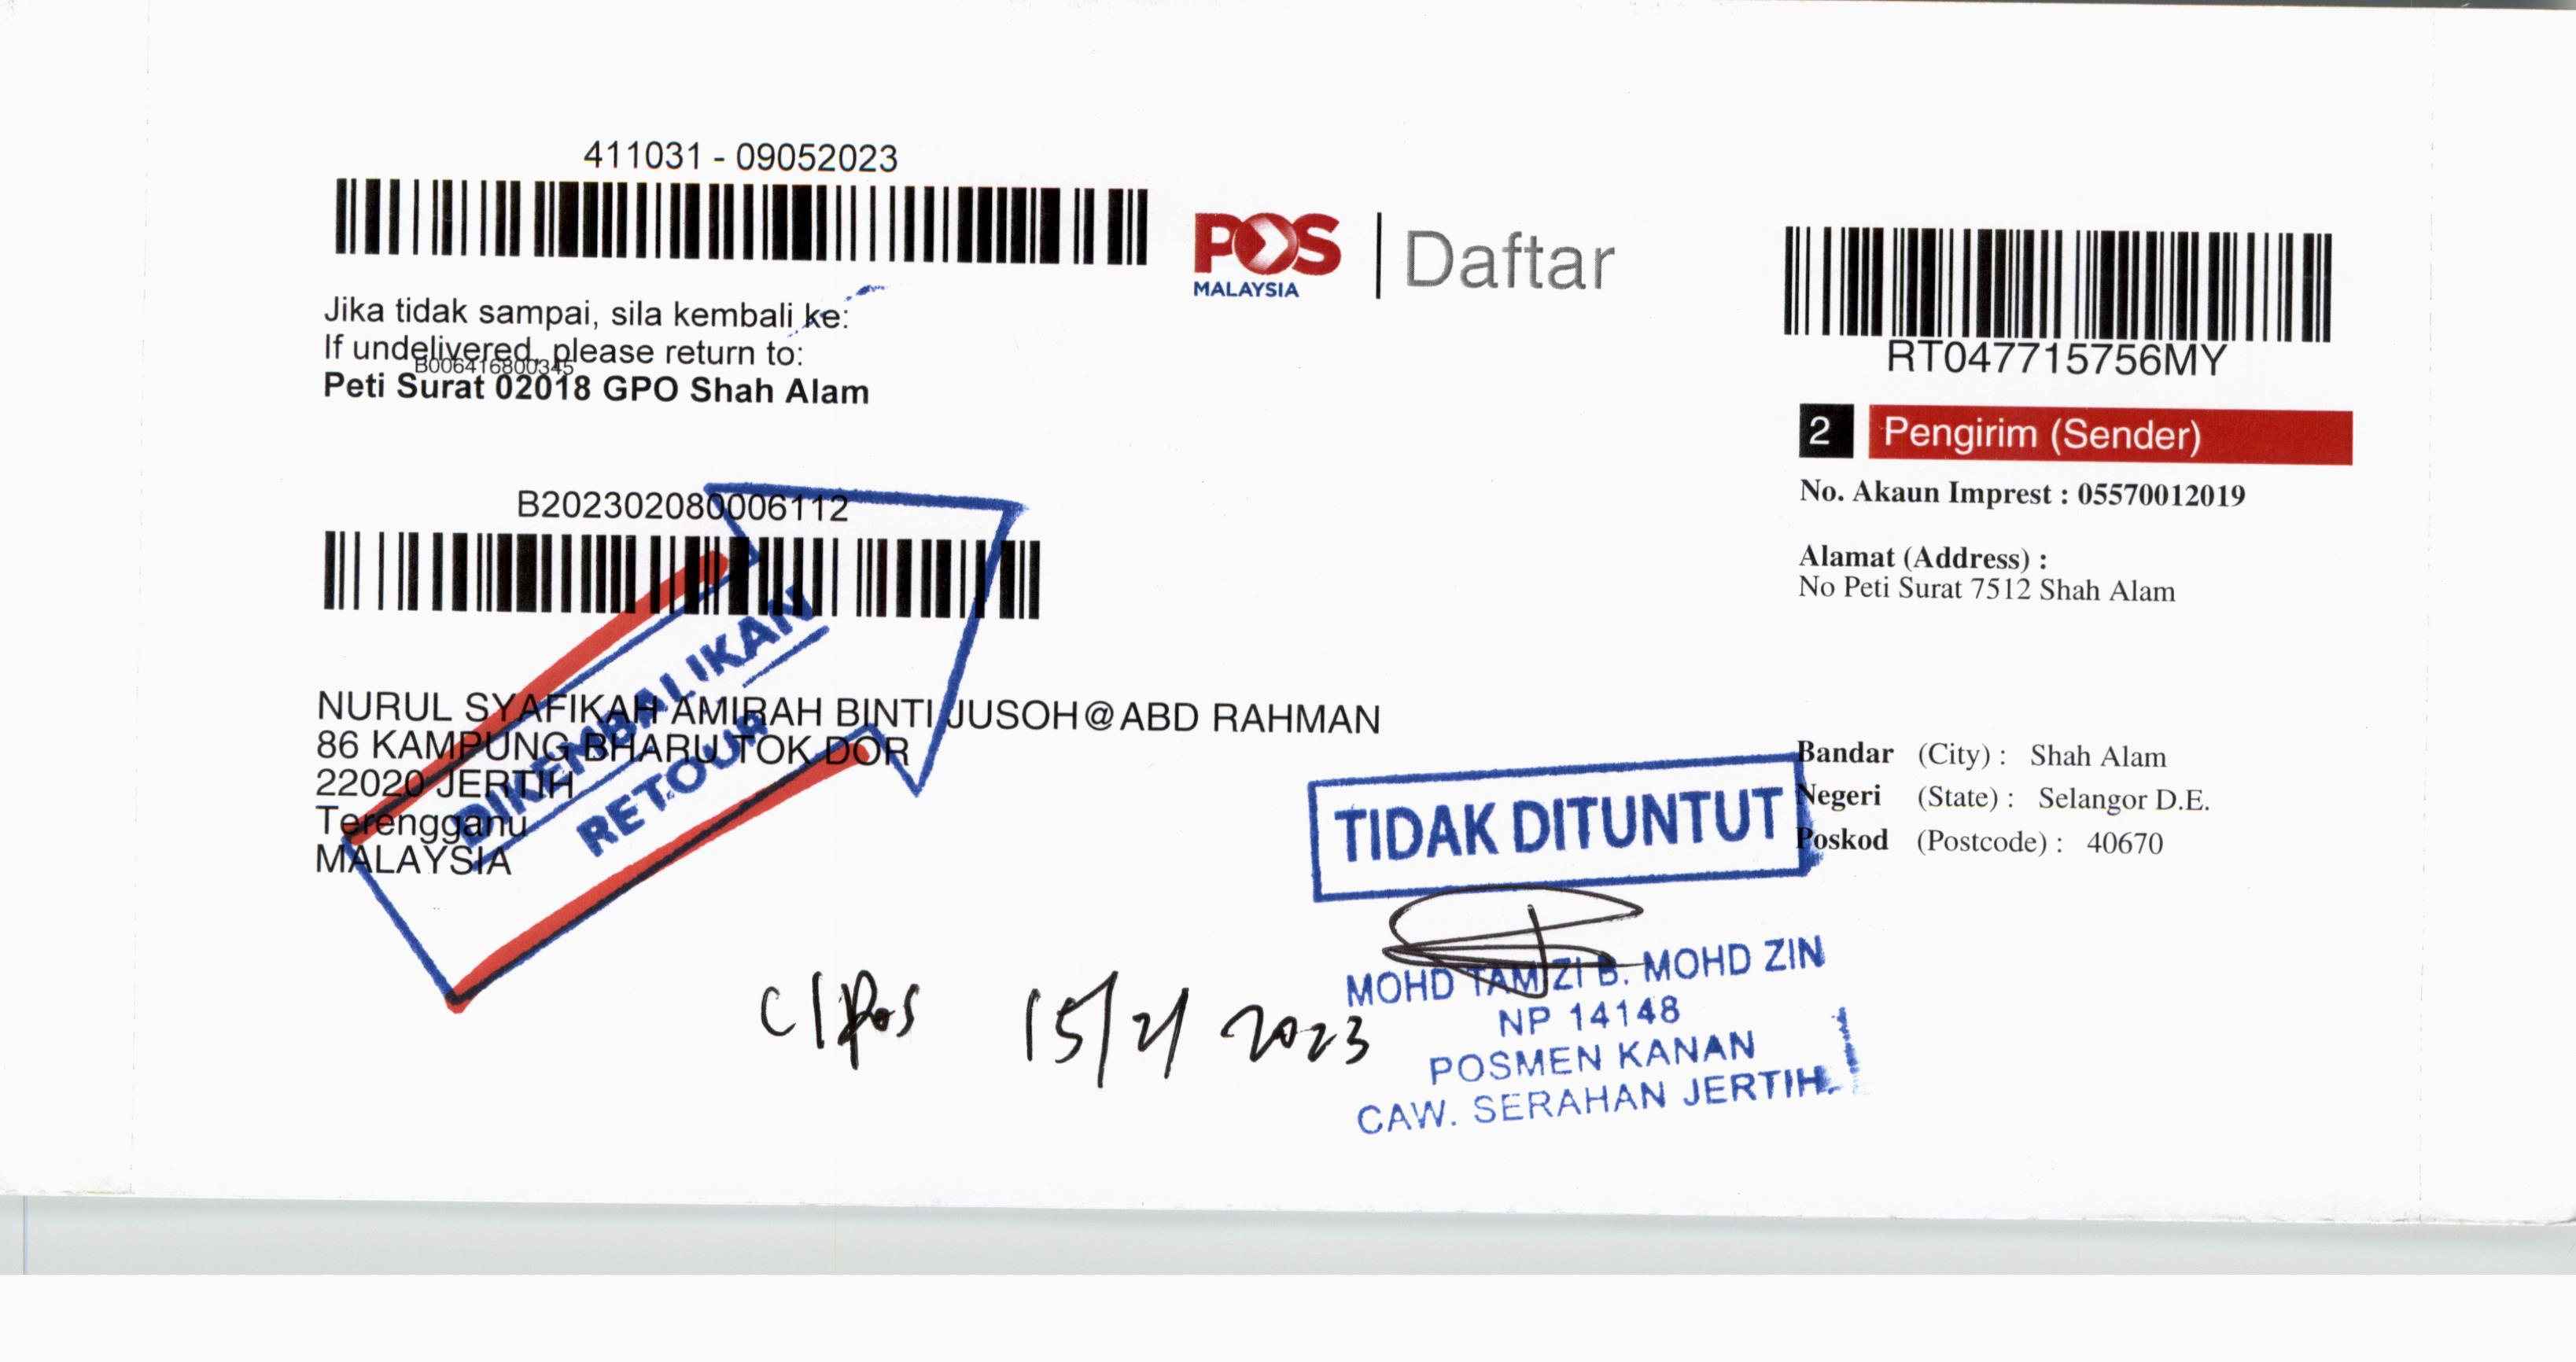 411031 - 09052023
POS
MALAYSIA
Daftar
RT047715756MY
Jika tidak sampai, sila kembali ke:
If undelivered, please return to:
B006416800345
Peti Surat 02018 GPO Shah Alam
2 Pengirim (Sender)
No. Akaun Imprest : 05570012019
Alamat (Address) :
No Peti Surat 7512 Shah Alam
B202302080006112
DIKEMBALIKAN
RETOUR
NURUL SYAFIKAH AMIRAH BINTI JUSOH@ABD RAHMAN
86 KAMPUNG BHARU TOK DOR
22020 JERTIH
Terengganu
MALAYSIA
Bandar (City) : Shah Alam
Negeri (State) : Selangor D.E.
Poskod (Postcode) : 40670
TIDAK DITUNTUT
C/Pos 15/2/2023
MOHD TAMIZI B. MOHD ZIN
NP 14148
POSMEN KANAN
CAW. SERAHAN JERTIH.